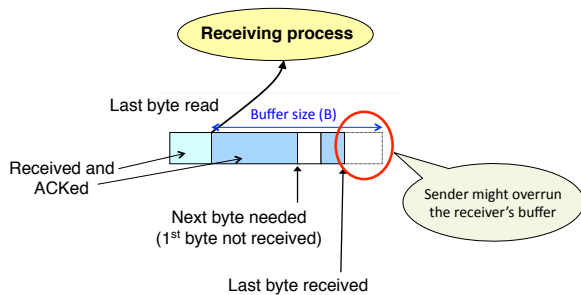 Receiving process
Last byte read
Buffer size (B)
Received and
ACKed
Sender might overrun
the receiver's buffer
Next byte needed
(1st byte not received)
Last byte received